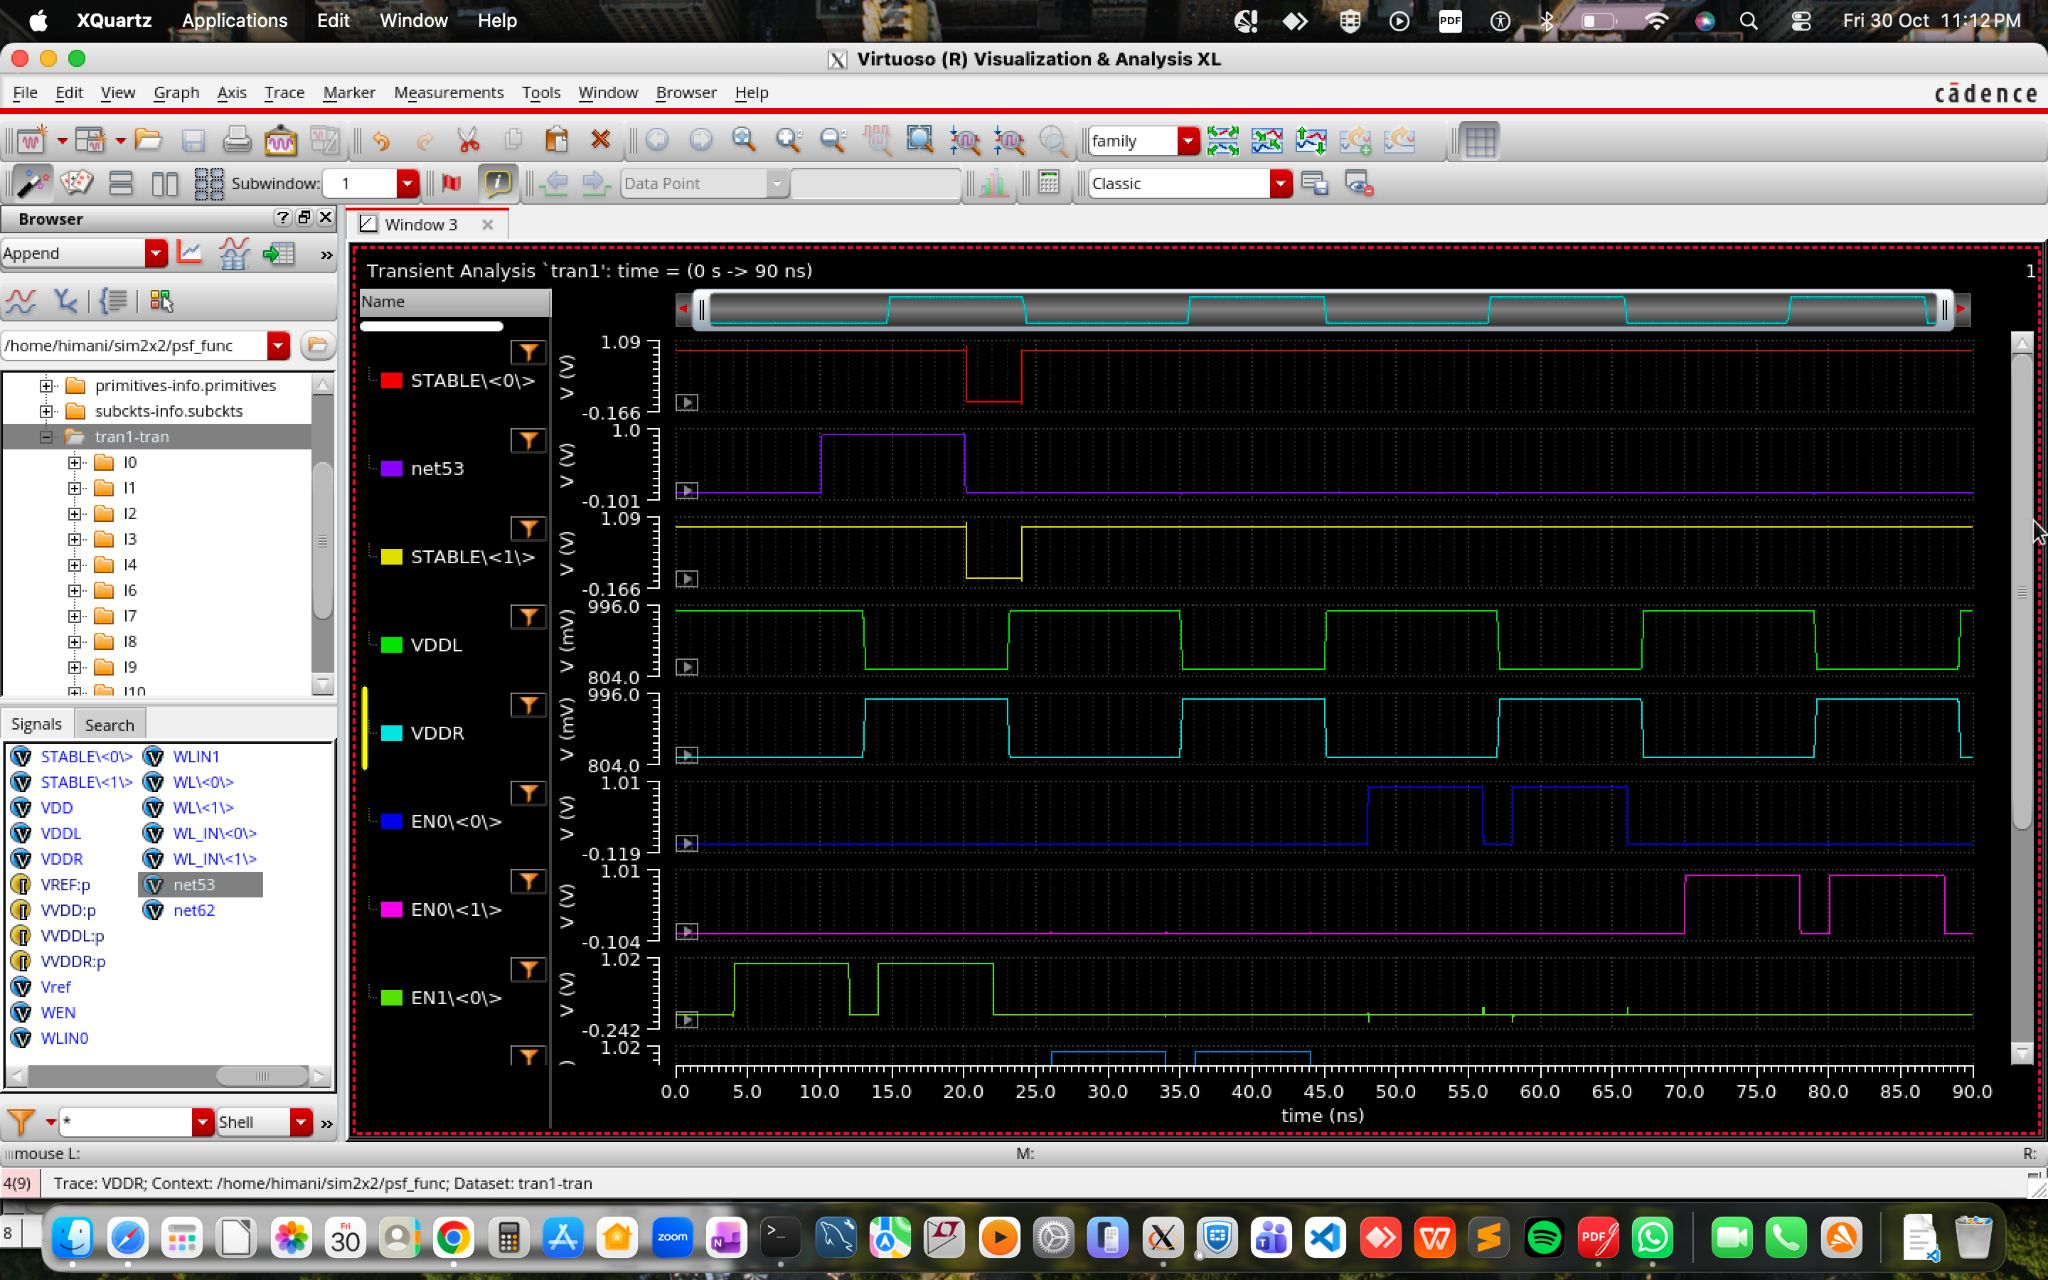 XQuartz Applications Edit Window Help PDF Fri 30 Oct 11:12 PM
X Virtuoso (R) Visualization & Analysis XL
File Edit View Graph Axis Trace Marker Measurements Tools Window Browser Help cādence
family
Subwindow: 1 Data Point Classic
Browser
Window 3
Append
Transient Analysis `tran1': time = (0 s -> 90 ns) 1
Name
/home/himani/sim2x2/psf_func
primitives-info.primitives
subckts-info.subckts
tran1-tran
I0
I1
I2
I3
I4
I6
I7
I8
I9
I10
Signals Search
STABLE\<0\> WLIN1
STABLE\<1\> WL\<0\>
VDD WL\<1\>
VDDL WL_IN\<0\>
VDDR WL_IN\<1\>
VREF:p net53
VVDD:p net62
VVDDL:p
VVDDR:p
Vref
WEN
WLIN0
* Shell
1.09
STABLE\<0\> V (V)
-0.166
1.0
net53 V (V)
-0.101
1.09
STABLE\<1\> V (V)
-0.166
996.0
VDDL V (mV)
804.0
996.0
VDDR V (mV)
804.0
1.01
EN0\<0\> V (V)
-0.119
1.01
EN0\<1\> V (V)
-0.104
1.02
EN1\<0\> V (V)
-0.242
1.02
0.0 5.0 10.0 15.0 20.0 25.0 30.0 35.0 40.0 45.0 50.0 55.0 60.0 65.0 70.0 75.0 80.0 85.0 90.0
time (ns)
mouse L: M: R:
4(9) Trace: VDDR; Context: /home/himani/sim2x2/psf_func; Dataset: tran1-tran
8
Fri
30
zoom
N
PDF